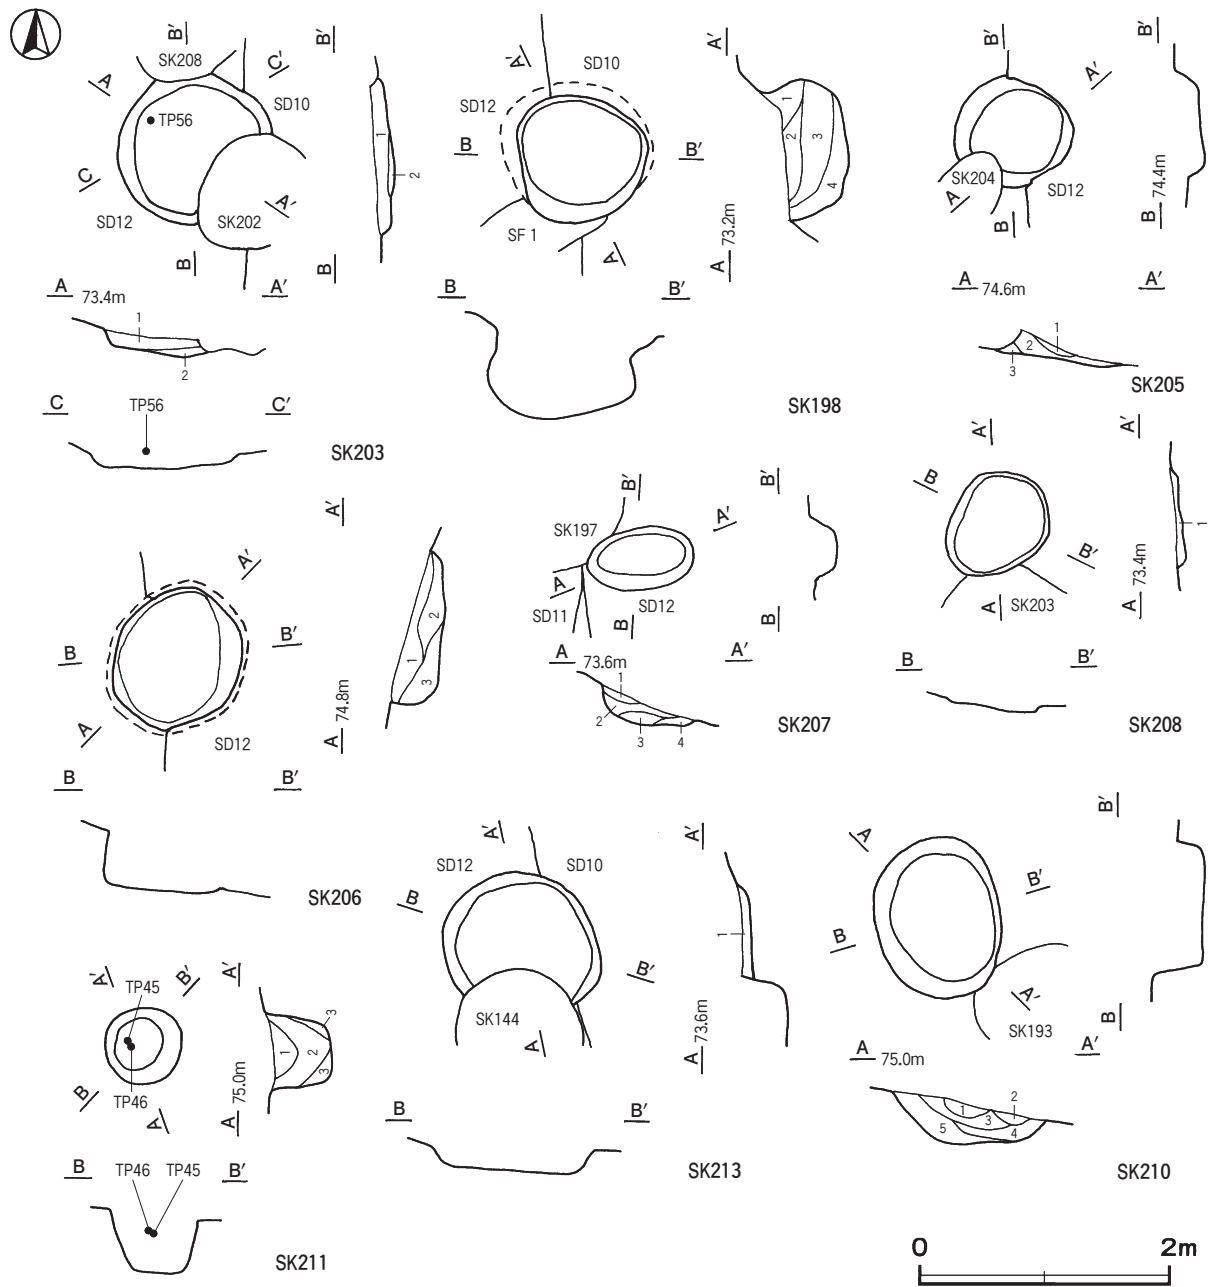 B′
SK208
C′
B′
A
SD10
TP56
C
A′
SD12
SK202
B
B
1
2
A 73.4m A′
1
2
C TP56 C′
SK203
A′
SD10
SD12
B B′
SF 1
A
A′
1
2
3
4
A 73.2m
B B′
SK198
B′
A′
SK204
A
SD12
B
B′
B 74.4m
A 74.6m A′
1
2
3
SK205
A′
B B′
A
SD12
A′
1
2
3
A 74.8m
B B′
SK206
B′
SK197
A′
A
SD11
SD12
B
B′
B
A 73.6m A′
1
2
3
4
SK207
A′
B
B′
A
SK203
A′
1
A 73.4m
B B′
SK208
A′
SD12 SD10
B
B′
SK144
A
A′
1
A 73.6m
B B′
SK213
A
B′
B
A′
SK193
B′
B
A 75.0m A′
1
2
3
4
5
SK210
A′
B′
TP45
B
TP46
A
A′
3
1
2
3
A 75.0m
B TP46 TP45 B′
SK211
0 2m